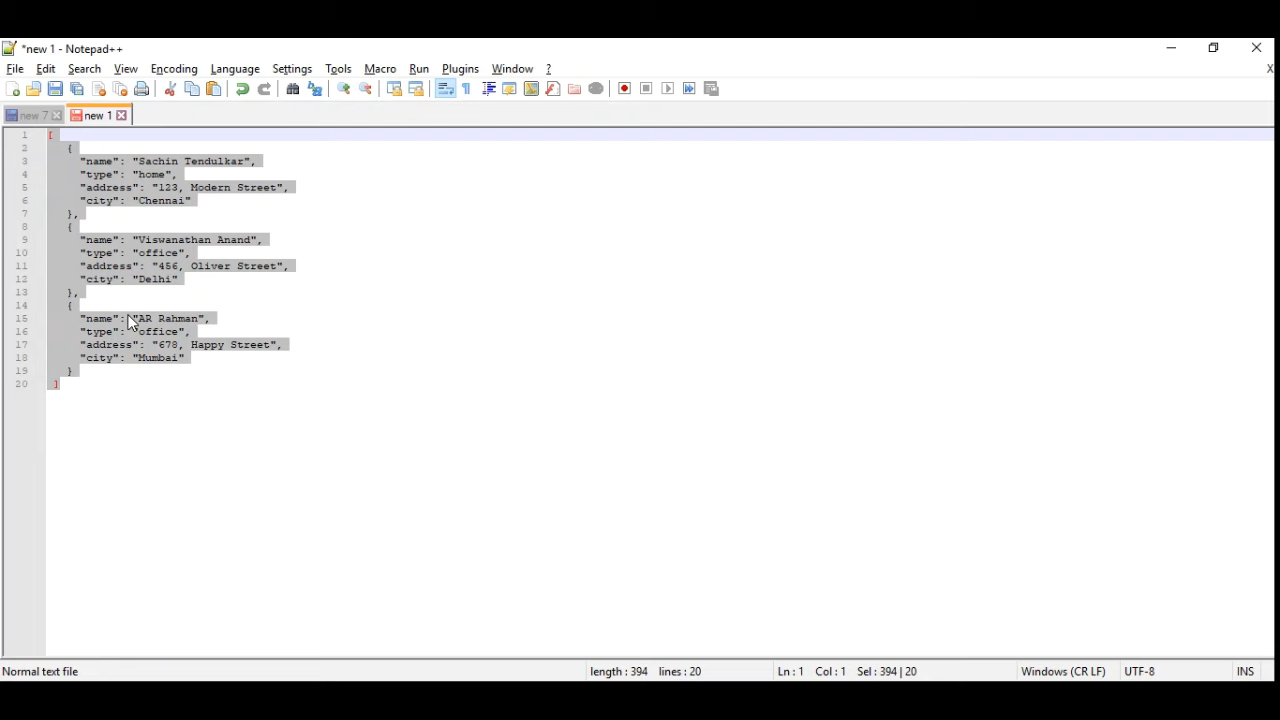 *new 1 - Notepad++
File Edit Search View Encoding Language Settings Tools Macro Run Plugins Window ? X
new 7 new 1
1 [
2 {
3 "name": "Sachin Tendulkar",
4 "type": "home",
5 "address": "123, Modern Street",
6 "city": "Chennai"
7 },
8 {
9 "name": "Viswanathan Anand",
10 "type": "office",
11 "address": "456, Oliver Street",
12 "city": "Delhi"
13 },
14 {
15 "name": "AR Rahman",
16 "type": "office",
17 "address": "678, Happy Street",
18 "city": "Mumbai"
19 }
20 ]
Normal text file length : 394 lines : 20 Ln : 1 Col : 1 Sel : 394 | 20 Windows (CR LF) UTF-8 INS